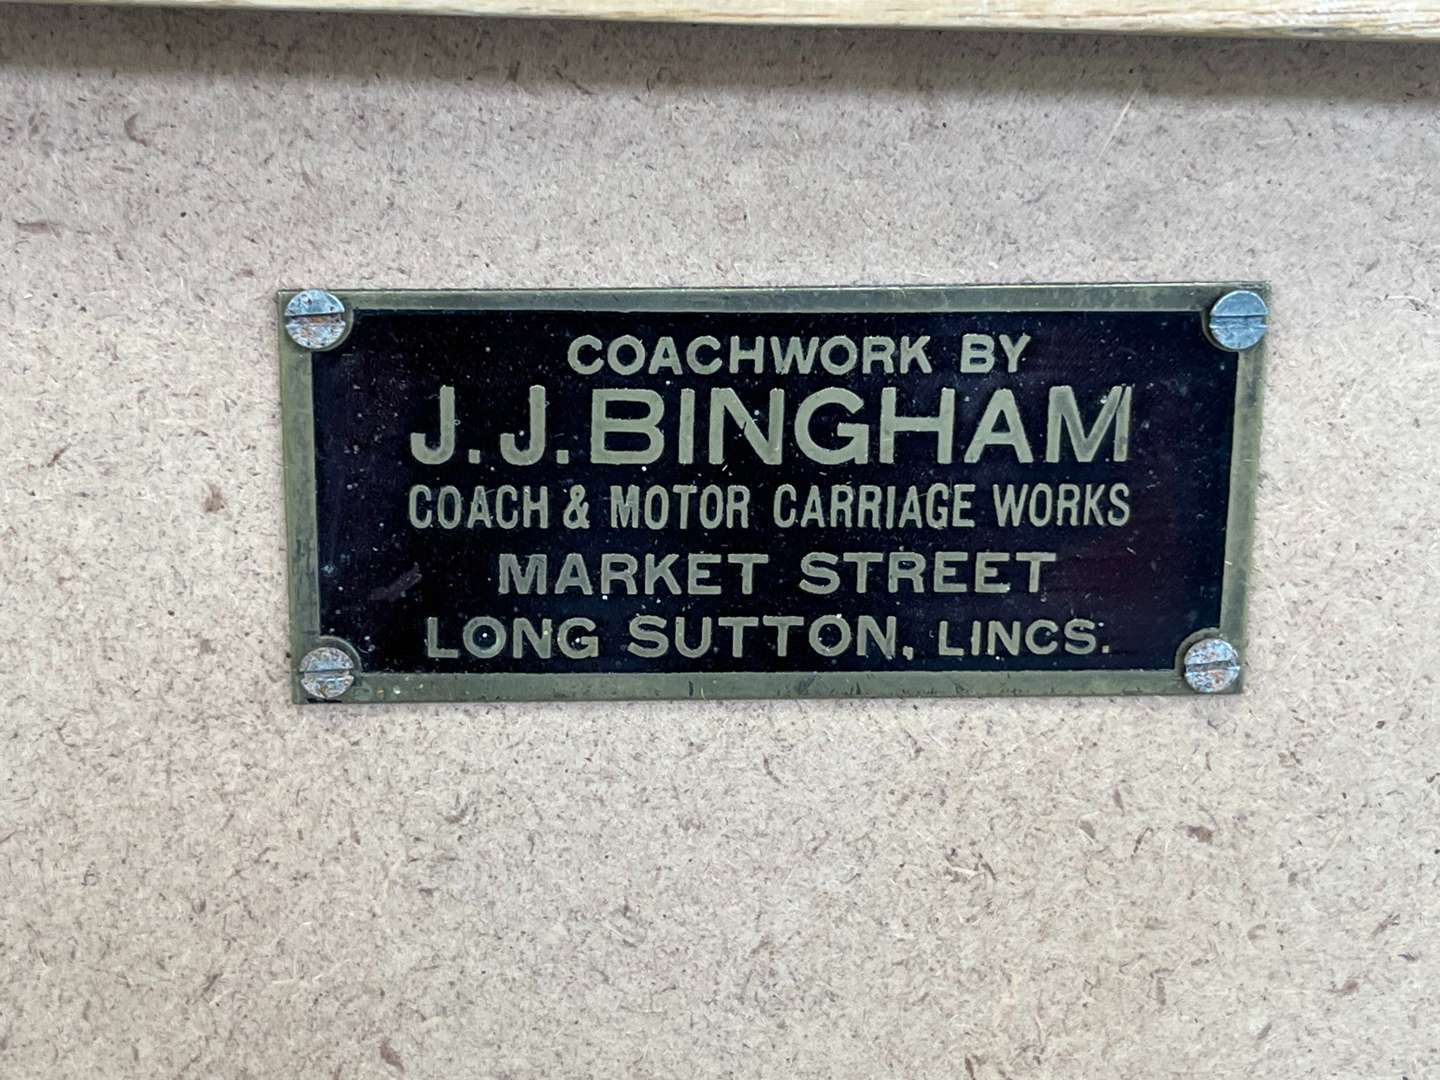 COACHWORK BY
J. J. BINGHAM
COACH & MOTOR CARRIAGE WORKS
MARKET STREET
LONG SUTTON, LINCS.